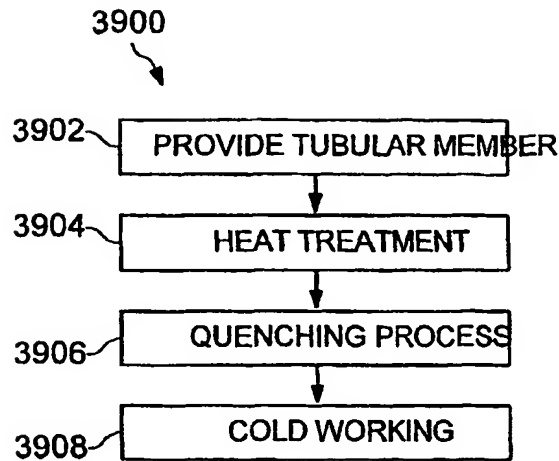 3900
3902 PROVIDE TUBULAR MEMBER
3904 HEAT TREATMENT
3906 QUENCHING PROCESS
3908 COLD WORKING